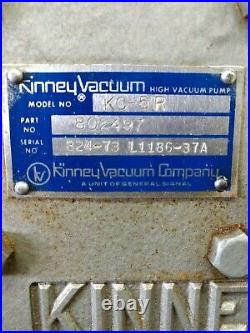 Kinney Vacuum HIGH VACUUM PUMP
MODEL NO KC-5R
PART NO 802497
SERIAL NO 824-73 L1186-37A
KV Kinney Vacuum Company
A UNIT OF GENERAL SIGNAL
KINNE